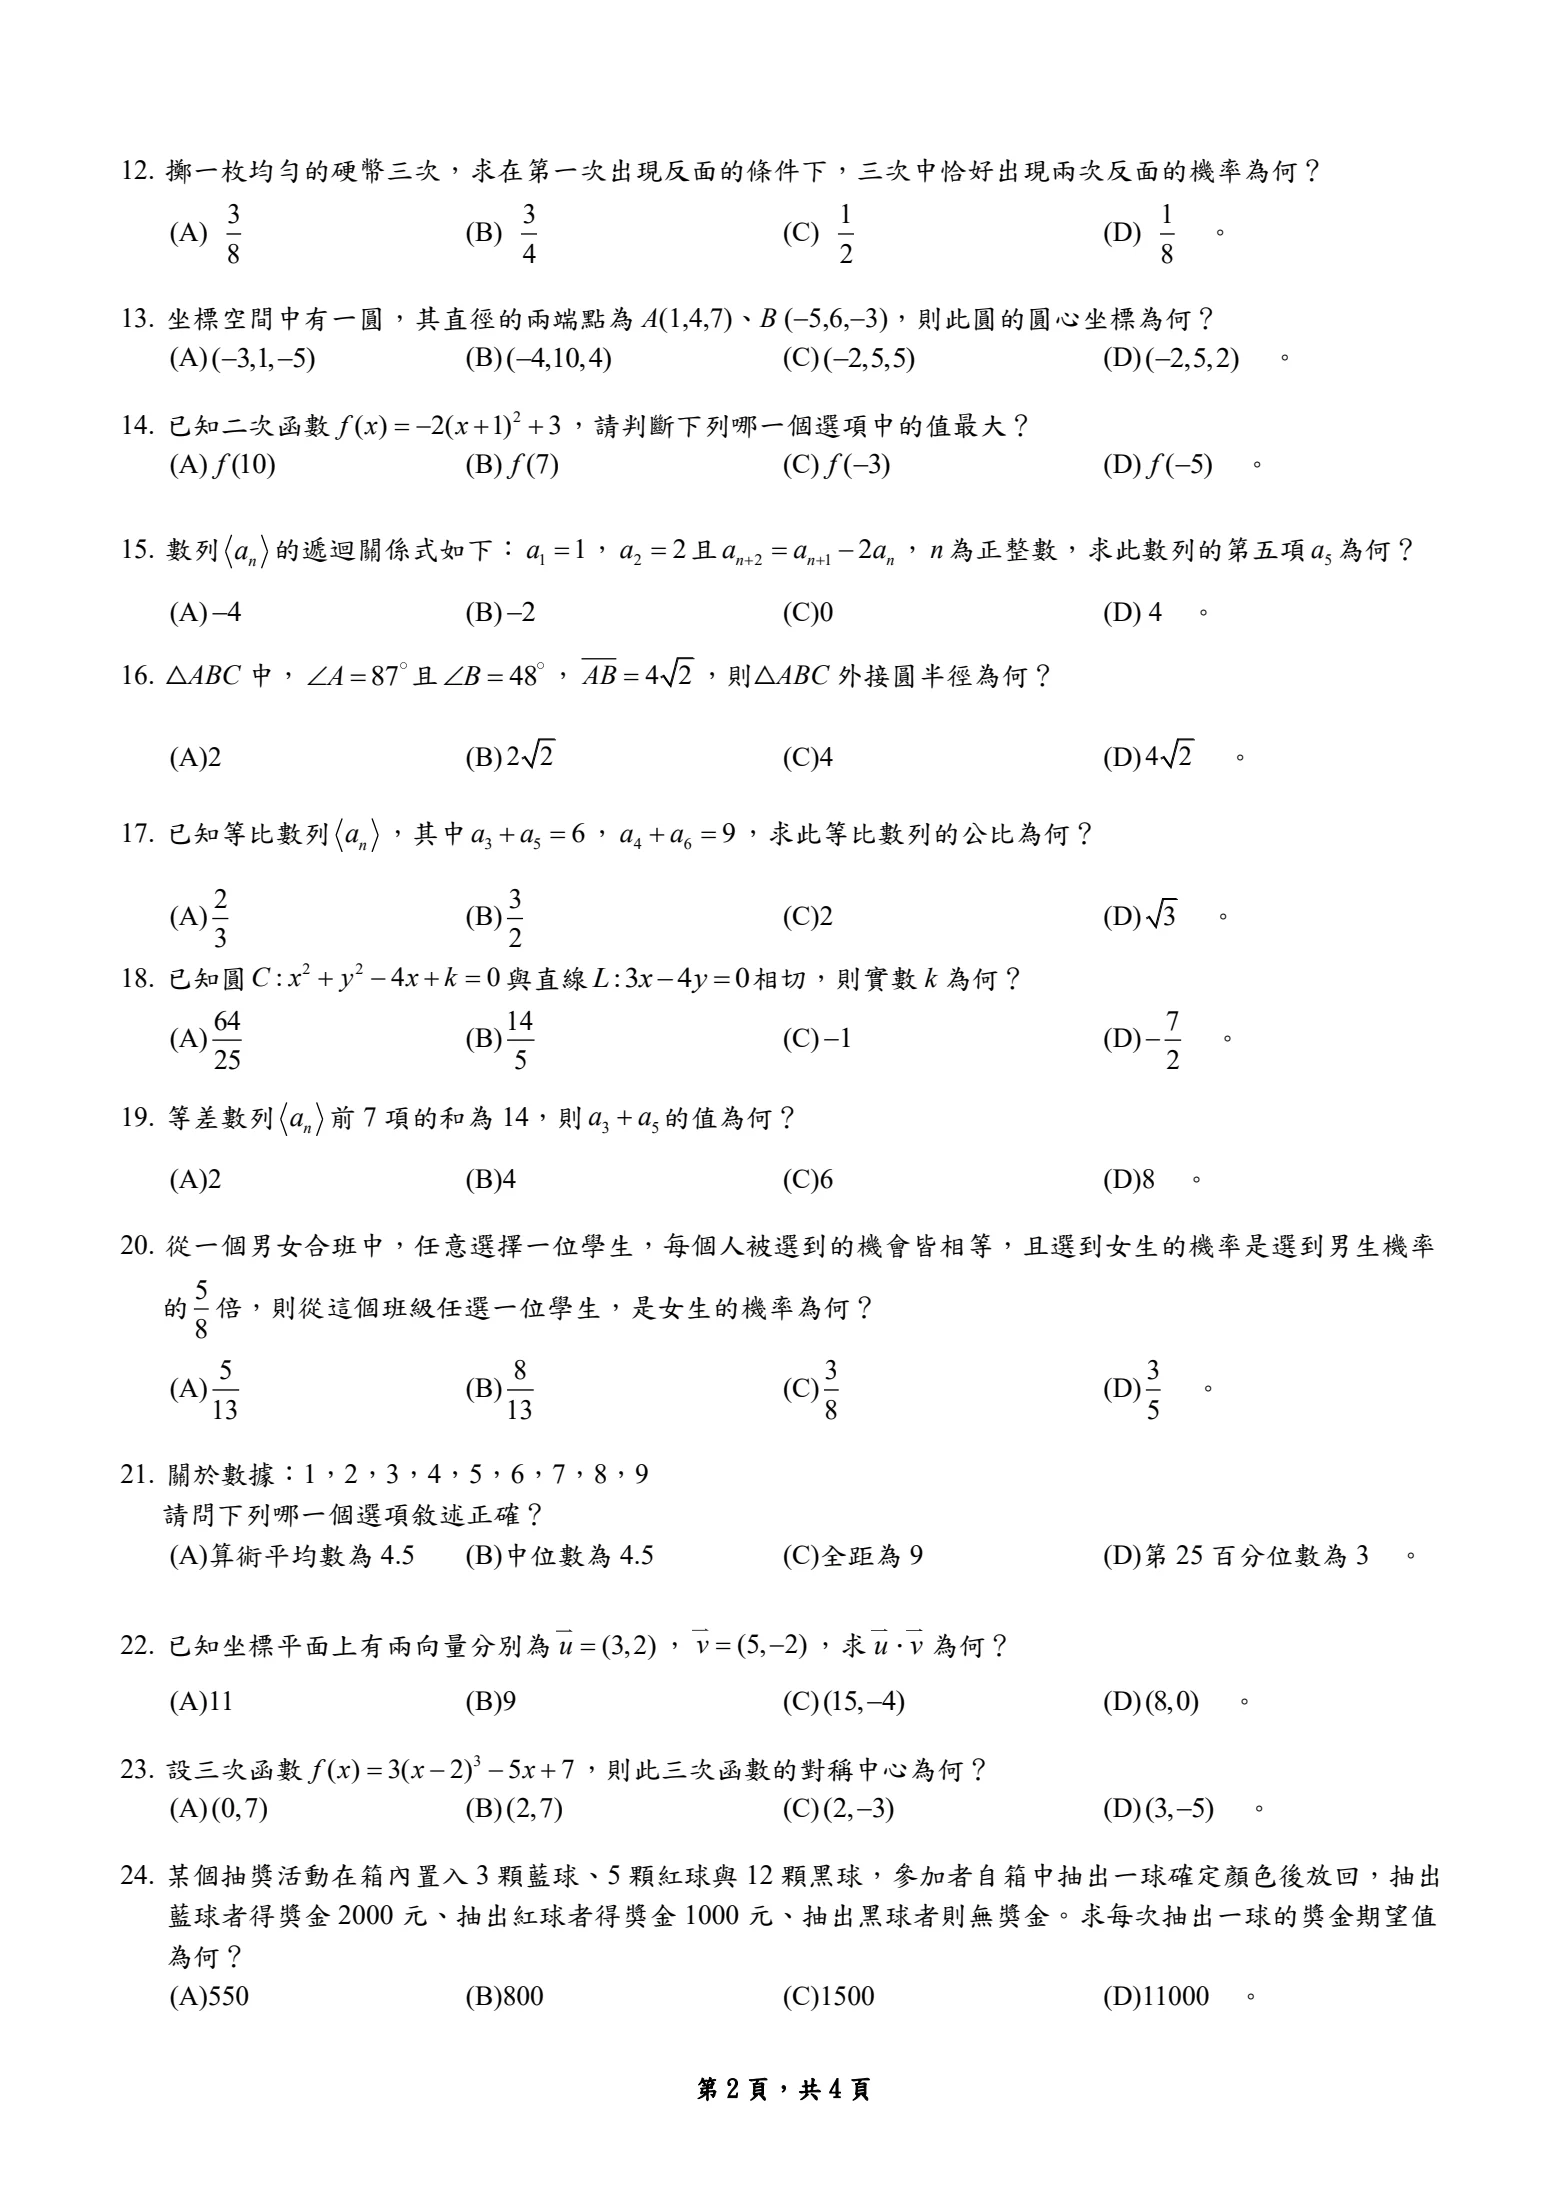 12. 擲一枚均勻的硬幣三次，求在第一次出現反面的條件下，三次中恰好出現兩次反面的機率為何？
(A) 3/8 (B) 3/4 (C) 1/2 (D) 1/8 。
13. 坐標空間中有一圓，其直徑的兩端點為 A(1,4,7)、B (−5,6,−3)，則此圓的圓心坐標為何？
(A)(−3,1,−5) (B)(−4,10,4) (C)(−2,5,5) (D)(−2,5,2) 。
14. 已知二次函數 f(x) = −2(x+1)² + 3，請判斷下列哪一個選項中的值最大？
(A) f(10) (B) f(7) (C) f(−3) (D) f(−5) 。
15. 數列⟨aₙ⟩的遞迴關係式如下：a₁ = 1，a₂ = 2 且 aₙ₊₂ = aₙ₊₁ − 2aₙ，n 為正整數，求此數列的第五項 a₅ 為何？
(A) −4 (B) −2 (C)0 (D) 4 。
16. △ABC 中，∠A = 87° 且 ∠B = 48°，A̅B̅ = 4√2，則△ABC 外接圓半徑為何？
(A)2 (B) 2√2 (C)4 (D) 4√2 。
17. 已知等比數列⟨aₙ⟩，其中 a₃ + a₅ = 6，a₄ + a₆ = 9，求此等比數列的公比為何？
(A) 2/3 (B) 3/2 (C)2 (D) √3 。
18. 已知圓 C : x² + y² − 4x + k = 0 與直線 L : 3x − 4y = 0 相切，則實數 k 為何？
(A) 64/25 (B) 14/5 (C) −1 (D) −7/2 。
19. 等差數列⟨aₙ⟩前 7 項的和為 14，則 a₃ + a₅ 的值為何？
(A)2 (B)4 (C)6 (D)8 。
20. 從一個男女合班中，任意選擇一位學生，每個人被選到的機會皆相等，且選到女生的機率是選到男生機率
的 5/8 倍，則從這個班級任選一位學生，是女生的機率為何？
(A) 5/13 (B) 8/13 (C) 3/8 (D) 3/5 。
21. 關於數據：1，2，3，4，5，6，7，8，9
請問下列哪一個選項敘述正確？
(A)算術平均數為 4.5 (B)中位數為 4.5 (C)全距為 9 (D)第 25 百分位數為 3 。
22. 已知坐標平面上有兩向量分別為 u⃗ = (3,2)，v⃗ = (5,−2)，求 u⃗ · v⃗ 為何？
(A)11 (B)9 (C)(15,−4) (D)(8,0) 。
23. 設三次函數 f(x) = 3(x − 2)³ − 5x + 7，則此三次函數的對稱中心為何？
(A)(0,7) (B)(2,7) (C)(2,−3) (D)(3,−5) 。
24. 某個抽獎活動在箱內置入 3 顆藍球、5 顆紅球與 12 顆黑球，參加者自箱中抽出一球確定顏色後放回，抽出
藍球者得獎金 2000 元、抽出紅球者得獎金 1000 元、抽出黑球者則無獎金。求每次抽出一球的獎金期望值
為何？
(A)550 (B)800 (C)1500 (D)11000 。
第 2 頁，共 4 頁